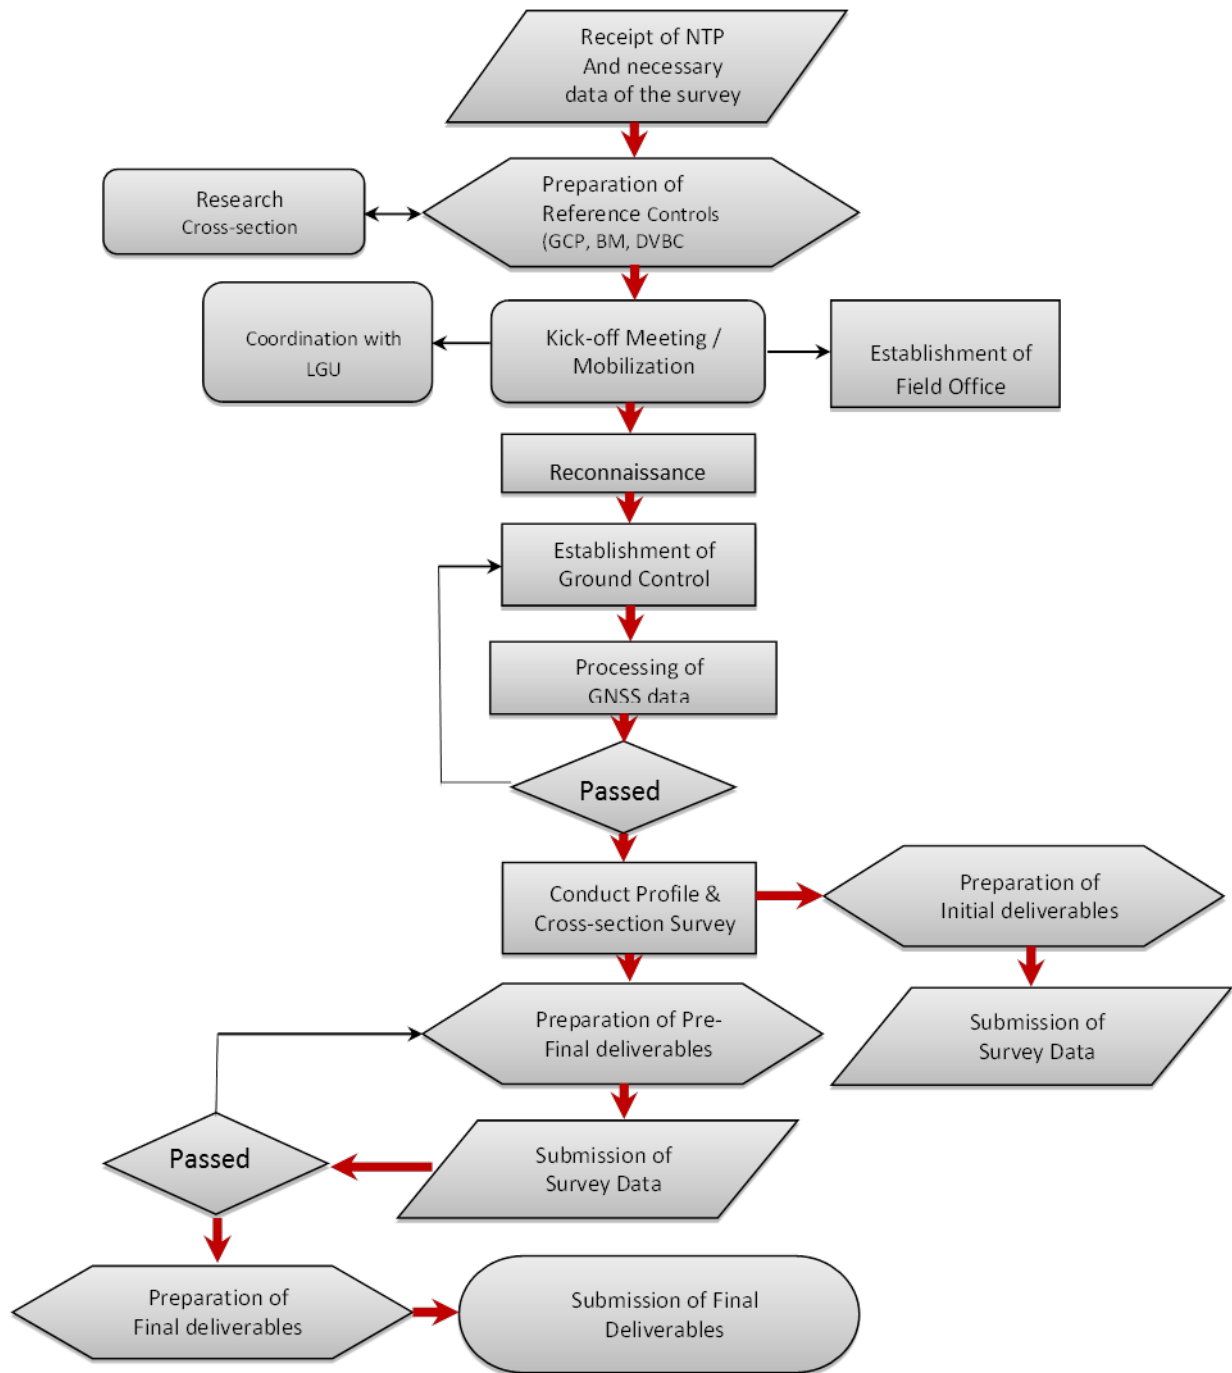 Receipt of NTP
And necessary
data of the survey
Research
Cross-section
Preparation of
Reference Controls
(GCP, BM, DVBC
Coordination with
LGU
Kick-off Meeting /
Mobilization
Establishment of
Field Office
Reconnaissance
Establishment of
Ground Control
Processing of
GNSS data
Passed
Conduct Profile &
Cross-section Survey
Preparation of
Initial deliverables
Submission of
Survey Data
Preparation of Pre-
Final deliverables
Submission of
Survey Data
Passed
Preparation of
Final deliverables
Submission of Final
Deliverables